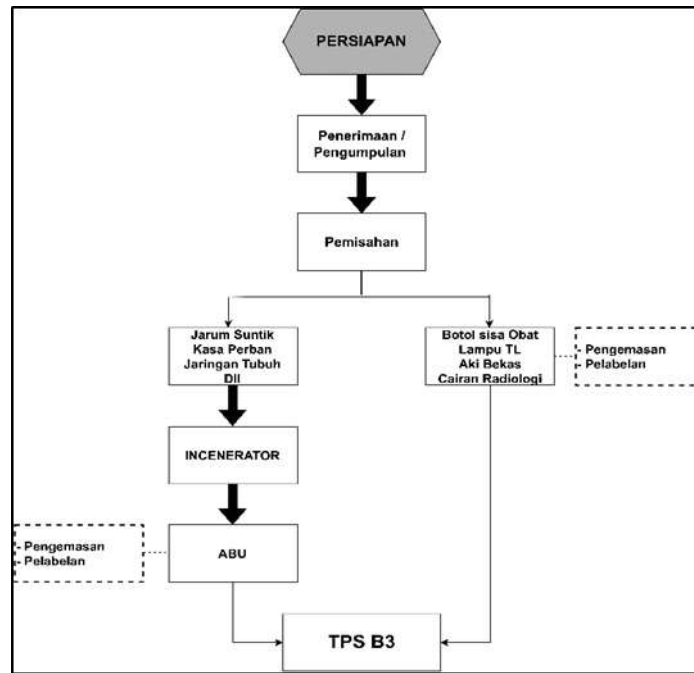 PERSIAPAN
Penerimaan /
Pengumpulan
Pemisahan
Jarum Suntik
Kasa Perban
Jaringan Tubuh
Dll
Botol sisa Obat
Lampu TL
Aki Bekas
Cairan Radiologi
- Pengemasan
- Pelabelan
INCENERATOR
- Pengemasan
- Pelabelan
ABU
TPS B3